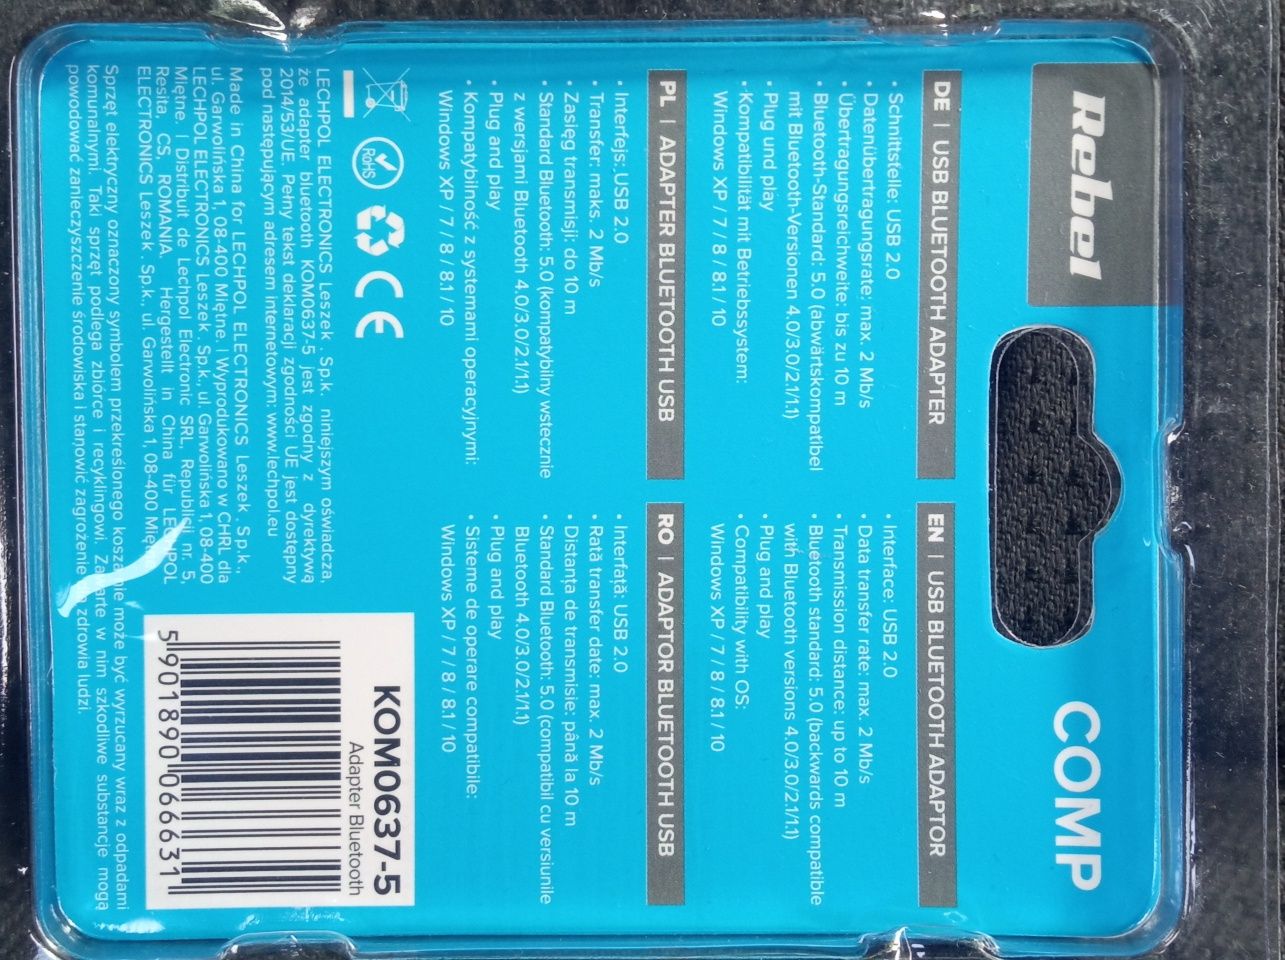 Rebel
COMP
DE | USB BLUETOOTH ADAPTER
• Schnittstelle: USB 2.0
• Datenübertragungsrate: max. 2 Mb/s
• Übertragungsreichweite: bis zu 10 m
• Bluetooth-Standard: 5.0 (abwärtskompatibel
mit Bluetooth-Versionen 4.0/3.0/2.1/1.1)
• Plug und play
• Kompatibilität mit Betriebssystem:
Windows XP / 7 / 8 / 8.1 / 10
EN | USB BLUETOOTH ADAPTOR
• Interface: USB 2.0
• Data transfer rate: max. 2 Mb/s
• Transmission distance: up to 10 m
• Bluetooth standard: 5.0 (backwards compatible
with Bluetooth versions 4.0/3.0/2.1/1.1)
• Plug and play
• Compatibility with OS:
Windows XP / 7 / 8 / 8.1 / 10
PL | ADAPTER BLUETOOTH USB
• Interfejs: USB 2.0
• Transfer: maks. 2 Mb/s
• Zasięg transmisji: do 10 m
• Standard Bluetooth: 5.0 (kompatybilny wstecznie
z wersjami Bluetooth 4.0/3.0/2.1/1.1)
• Plug and play
• Kompatybilność z systemami operacyjnymi:
Windows XP / 7 / 8 / 8.1 / 10
RO | ADAPTOR BLUETOOTH USB
• Interfață: USB 2.0
• Rată transfer date: max. 2 Mb/s
• Distanta de transmisie: până la 10 m
• Standard Bluetooth: 5.0 (compatibil cu versiunile
Bluetooth 4.0/3.0/2.1/1.1)
• Plug and play
• Sisteme de operare compatibile:
Windows XP / 7 / 8 / 8.1 / 10
RoHS
CE
LECHPOL ELECTRONICS Leszek Sp.k. niniejszym oświadcza,
że adapter bluetooth KOM0637-5 jest zgodny z dyrektywą
2014/53/UE. Pełny tekst deklaracji zgodności UE jest dostępny
pod następującym adresem internetowym: www.lechpol.eu
Made in China for LECHPOL ELECTRONICS Leszek Sp.k.,
ul. Garwolińska 1, 08-400 Miętne. | Wyprodukowano w CHRL dla
LECHPOL ELECTRONICS Leszek Sp.k., ul. Garwolińska 1, 08-400
Miętne. | Distribuit de Lechpol Electronic SRL, Republicii nr. 5,
Resita, CS, ROMANIA. | Hergestellt in China für LECHPOL
ELECTRONICS Leszek Sp.k., ul. Garwolińska 1, 08-400
Sprzęt elektryczny oznaczony symbolem przekreślonego nie może być wyrzucany wraz z odpadami
komunalnymi. Taki sprzęt podlega zbiórce i recyklingowi. w nim szkodliwe substancje mogą
powodować zanieczyszczenie środowiska i stanowić zagrożenie zdrowia ludzi.
KOM0637-5
Adapter Bluetooth
5 901890 066631